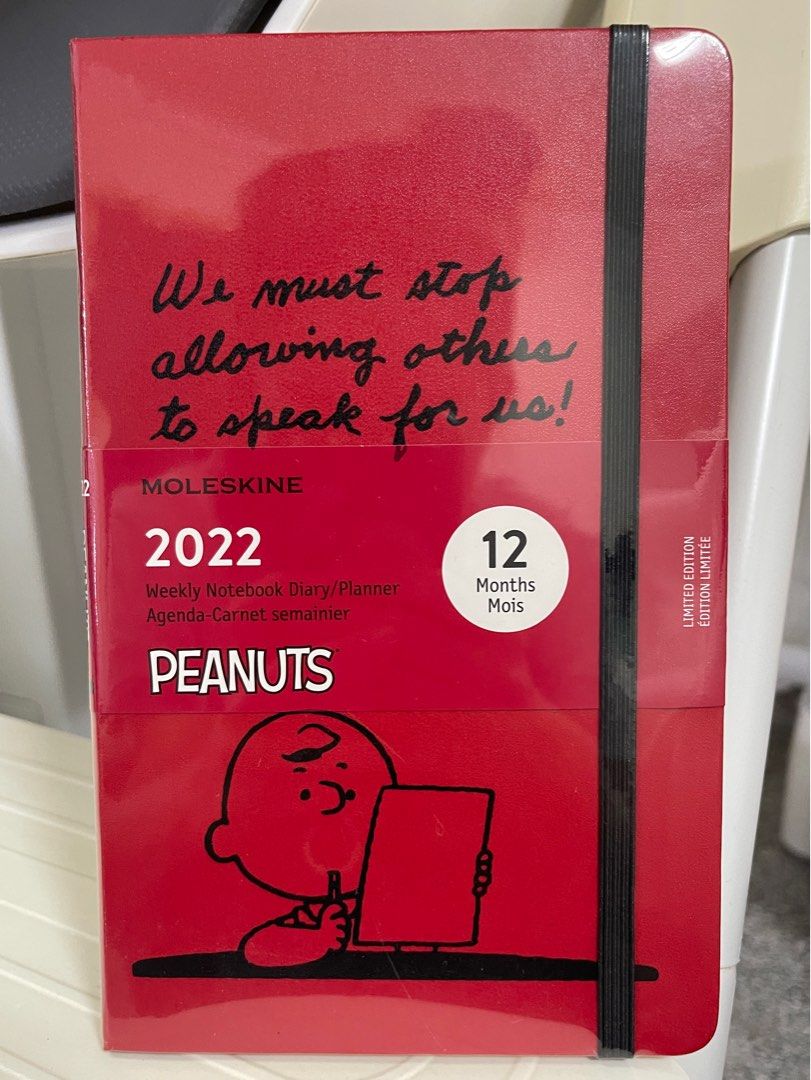 We must stop
allowing others
to speak for us!
MOLESKINE
2022
Weekly Notebook Diary/Planner
Agenda-Carnet semainier
12
Months
Mois
PEANUTS
LIMITED EDITION
ÉDITION LIMITÉE